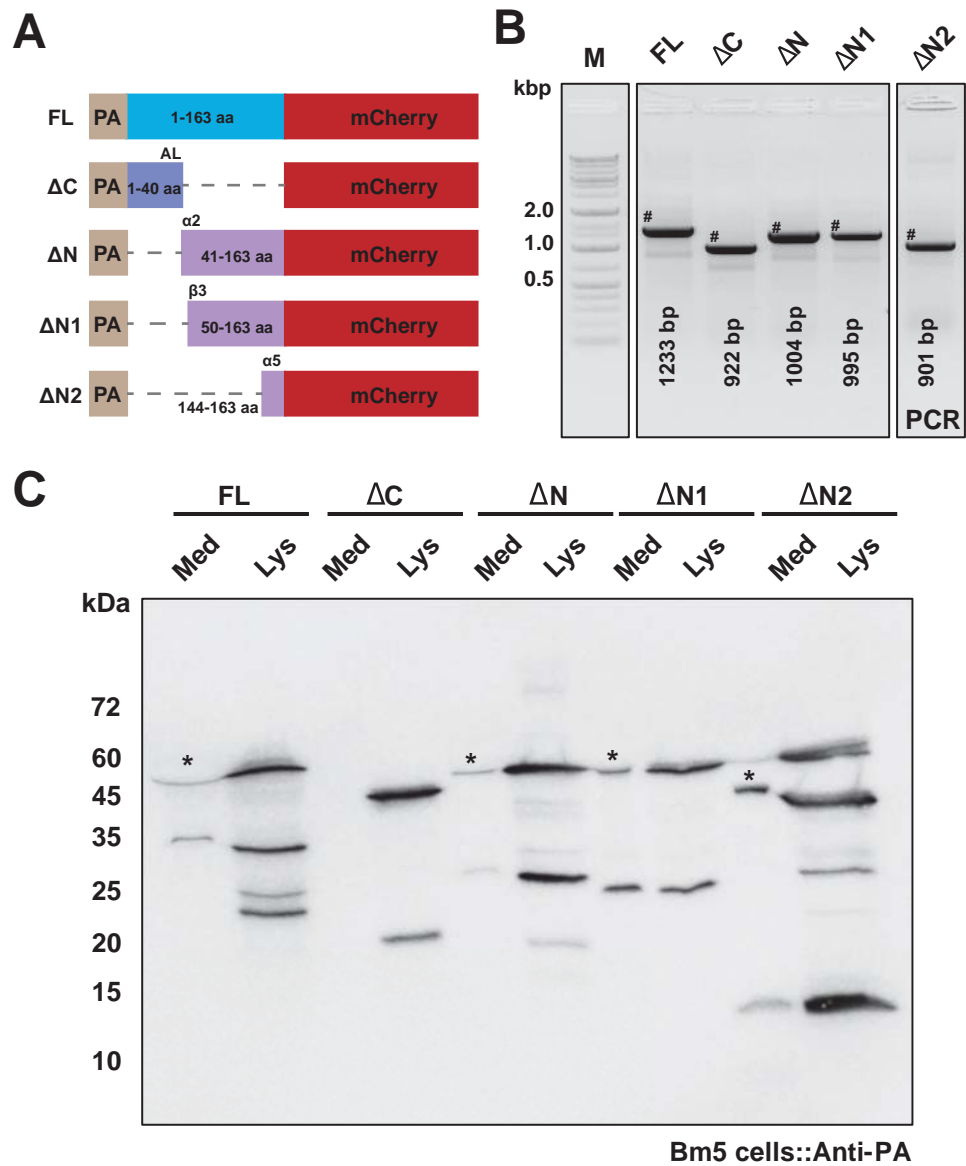 A
FL PA 1-163 aa mCherry
AL
ΔC PA 1-40 aa mCherry
α2
ΔN PA 41-163 aa mCherry
β3
ΔN1 PA 50-163 aa mCherry
α5
ΔN2 PA 144-163 aa mCherry
B
M FL ΔC ΔN ΔN1 ΔN2
kbp
2.0
1.0
0.5
# # # # #
1233 bp 922 bp 1004 bp 995 bp 901 bp
PCR
C
FL ΔC ΔN ΔN1 ΔN2
Med Lys Med Lys Med Lys Med Lys Med Lys
kDa
72
60
45
35
25
20
15
10
* * * *
Bm5 cells::Anti-PA